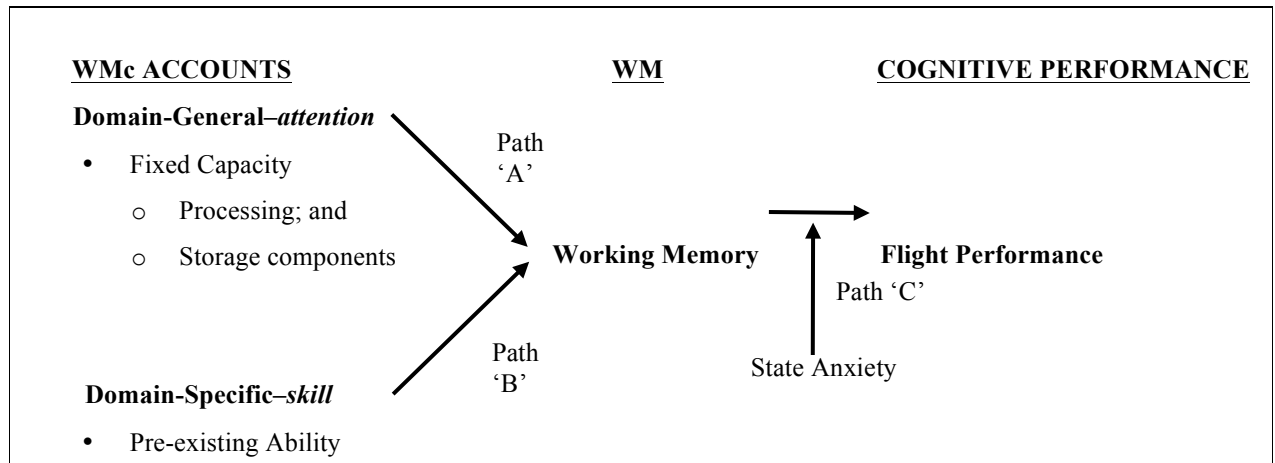 WMc ACCOUNTS
WM
COGNITIVE PERFORMANCE
Domain-General–attention
• Fixed Capacity
o Processing; and
o Storage components
Path
‘A’
Working Memory
Flight Performance
Path ‘C’
Path
‘B’
State Anxiety
Domain-Specific–skill
• Pre-existing Ability